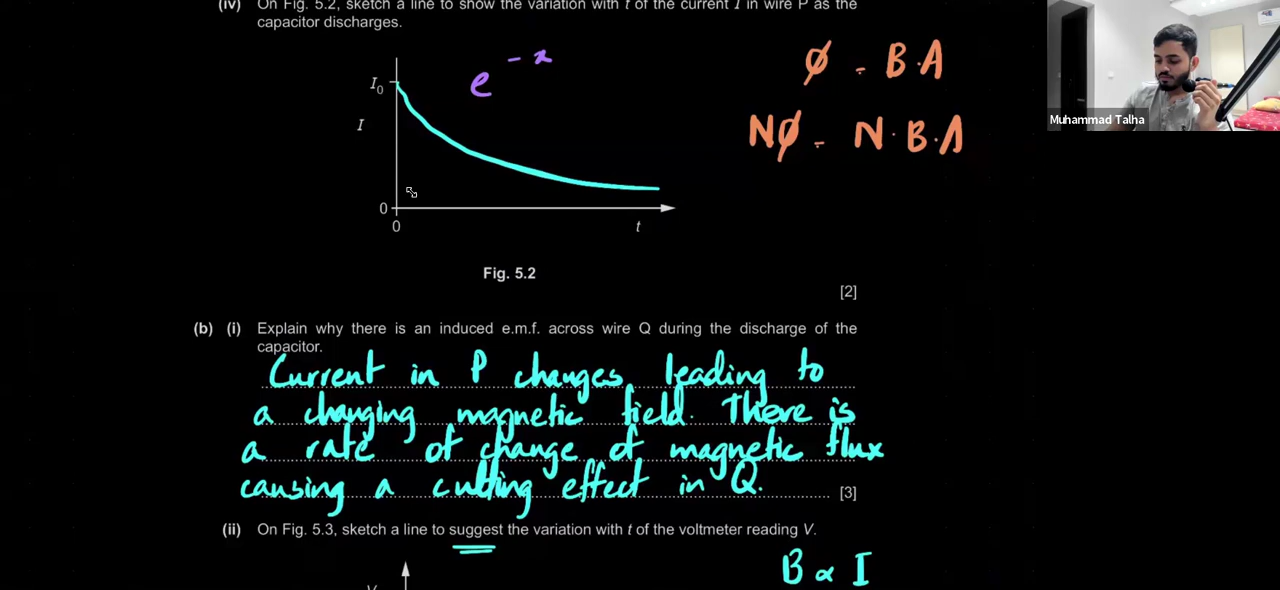 (iv) On Fig. 5.2, sketch a line to show the variation with t of the current I in wire P as the
capacitor discharges.
I₀
I
0
0
t
e^-x
ϕ = B·A
Nϕ = N·B·A
Muhammad Talha
Fig. 5.2
[2]
(b) (i) Explain why there is an induced e.m.f. across wire Q during the discharge of the
capacitor.
Current in P changes, leading to
a changing magnetic field. There is
a rate of change of magnetic flux
causing a cutting effect in Q.
[3]
(ii) On Fig. 5.3, sketch a line to suggest the variation with t of the voltmeter reading V.
B ∝ I
V